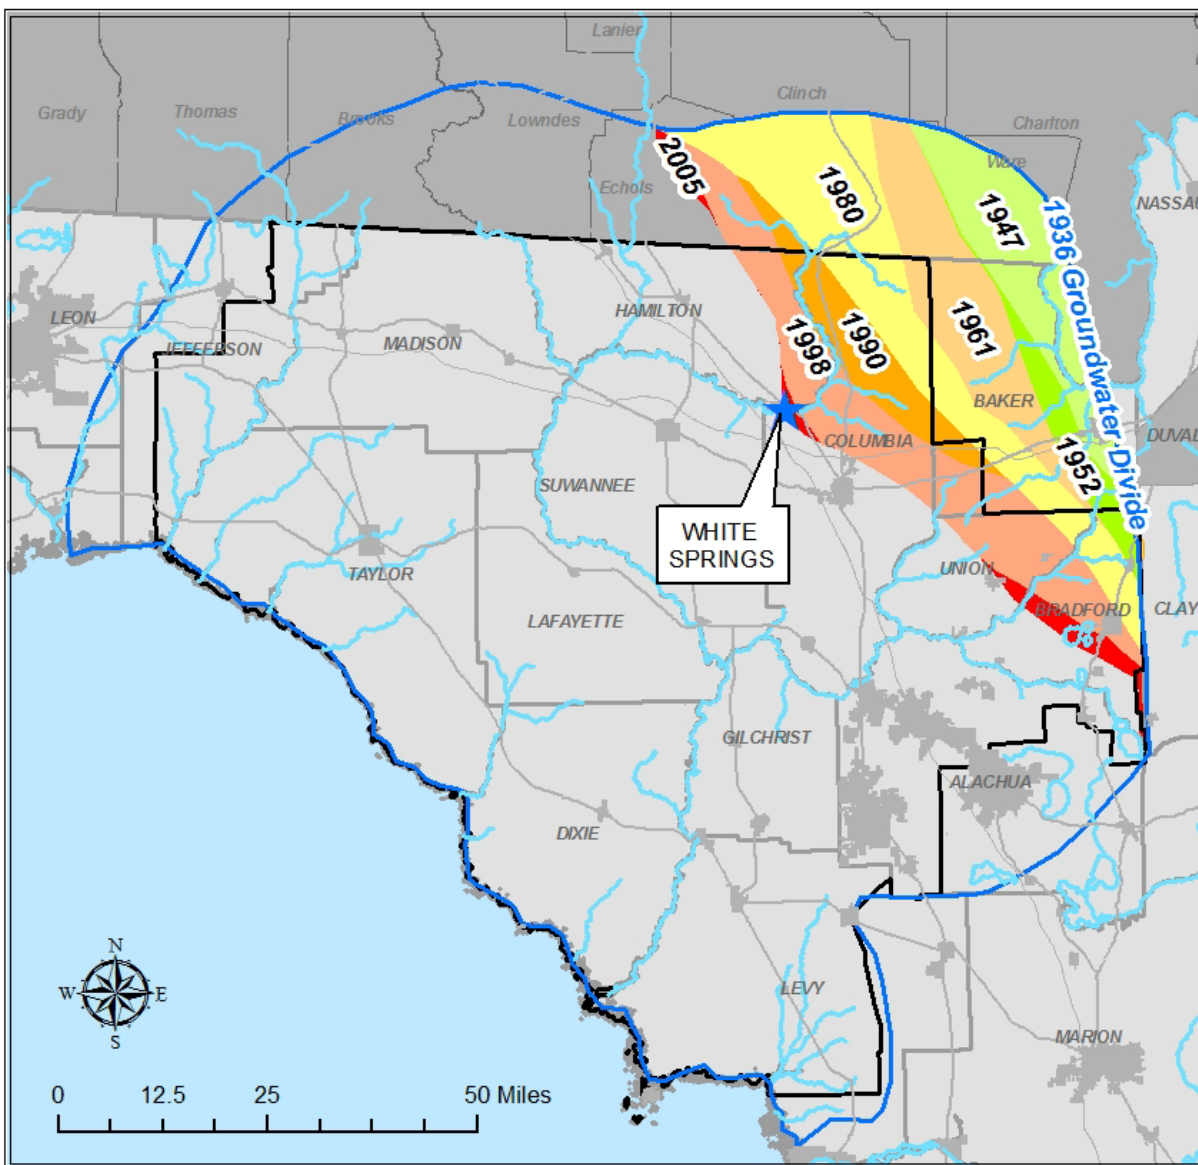 Lanier
Clinch
Grady
Thomas
Brooks
Lowndes
Charlton
Ware
Echols
2005
1980
1947
NASSAU
1936 Groundwater Divide
LEON
JEFFERSON
MADISON
HAMILTON
1998
1990
1961
BAKER
COLUMBIA
DUVAL
1952
SUWANNEE
WHITE
SPRINGS
TAYLOR
UNION
BRADFORD
CLAY
LAFAYETTE
GILCHRIST
ALACHUA
DIXIE
N
W
E
S
LEVY
MARION
0
12.5
25
50 Miles